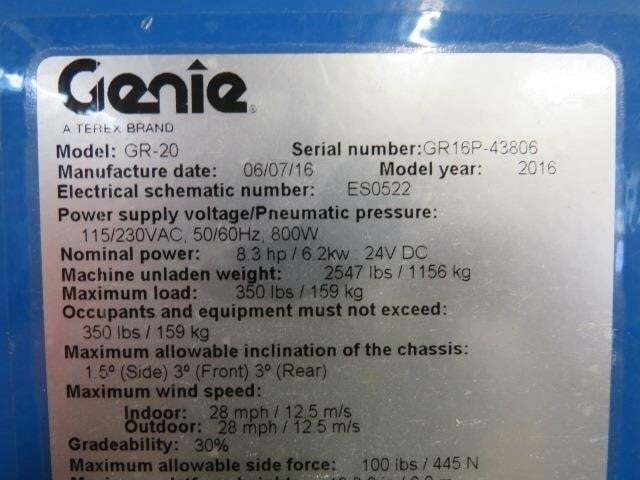 Genie
A TEREX BRAND
Model: GR-20 Serial number:GR16P-43806
Manufacture date: 06/07/16 Model year: 2016
Electrical schematic number: ES0522
Power supply voltage/Pneumatic pressure:
115/230VAC, 50/60Hz, 800W
Nominal power: 8.3 hp / 6.2kw 24V DC
Machine unladen weight: 2547 lbs / 1156 kg
Maximum load: 350 lbs / 159 kg
Occupants and equipment must not exceed:
350 lbs / 159 kg
Maximum allowable inclination of the chassis:
1.5º (Side) 3º (Front) 3º (Rear)
Maximum wind speed:
Indoor: 28 mph / 12.5 m/s
Outdoor: 28 mph / 12.5 m/s
Gradeability: 30%
Maximum allowable side force: 100 lbs / 445 N